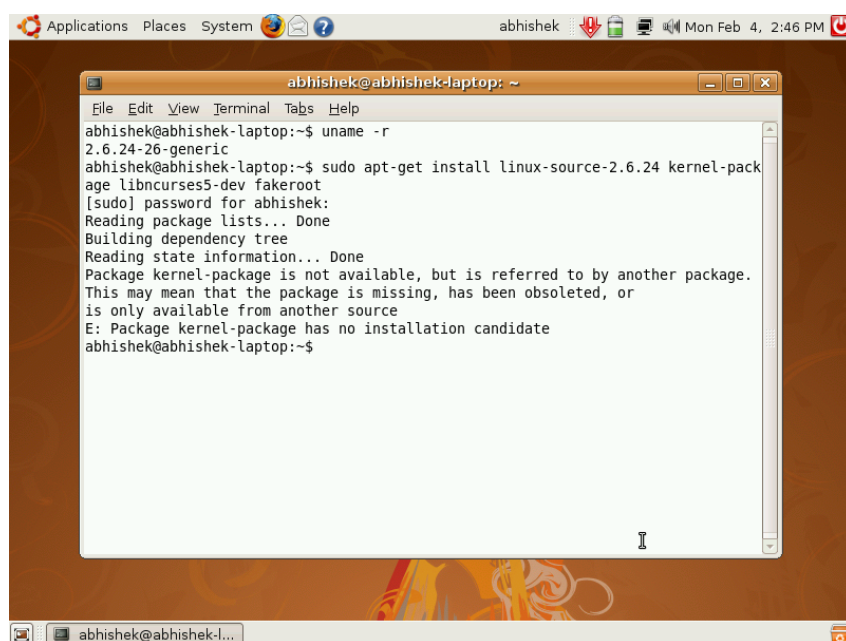 Applications Places System abhishek Mon Feb 4, 2:46 PM
abhishek@abhishek-laptop: ~
File Edit View Terminal Tabs Help
abhishek@abhishek-laptop:~$ uname -r
2.6.24-26-generic
abhishek@abhishek-laptop:~$ sudo apt-get install linux-source-2.6.24 kernel-pack
age libncurses5-dev fakeroot
[sudo] password for abhishek:
Reading package lists... Done
Building dependency tree
Reading state information... Done
Package kernel-package is not available, but is referred to by another package.
This may mean that the package is missing, has been obsoleted, or
is only available from another source
E: Package kernel-package has no installation candidate
abhishek@abhishek-laptop:~$
abhishek@abhishek-l...